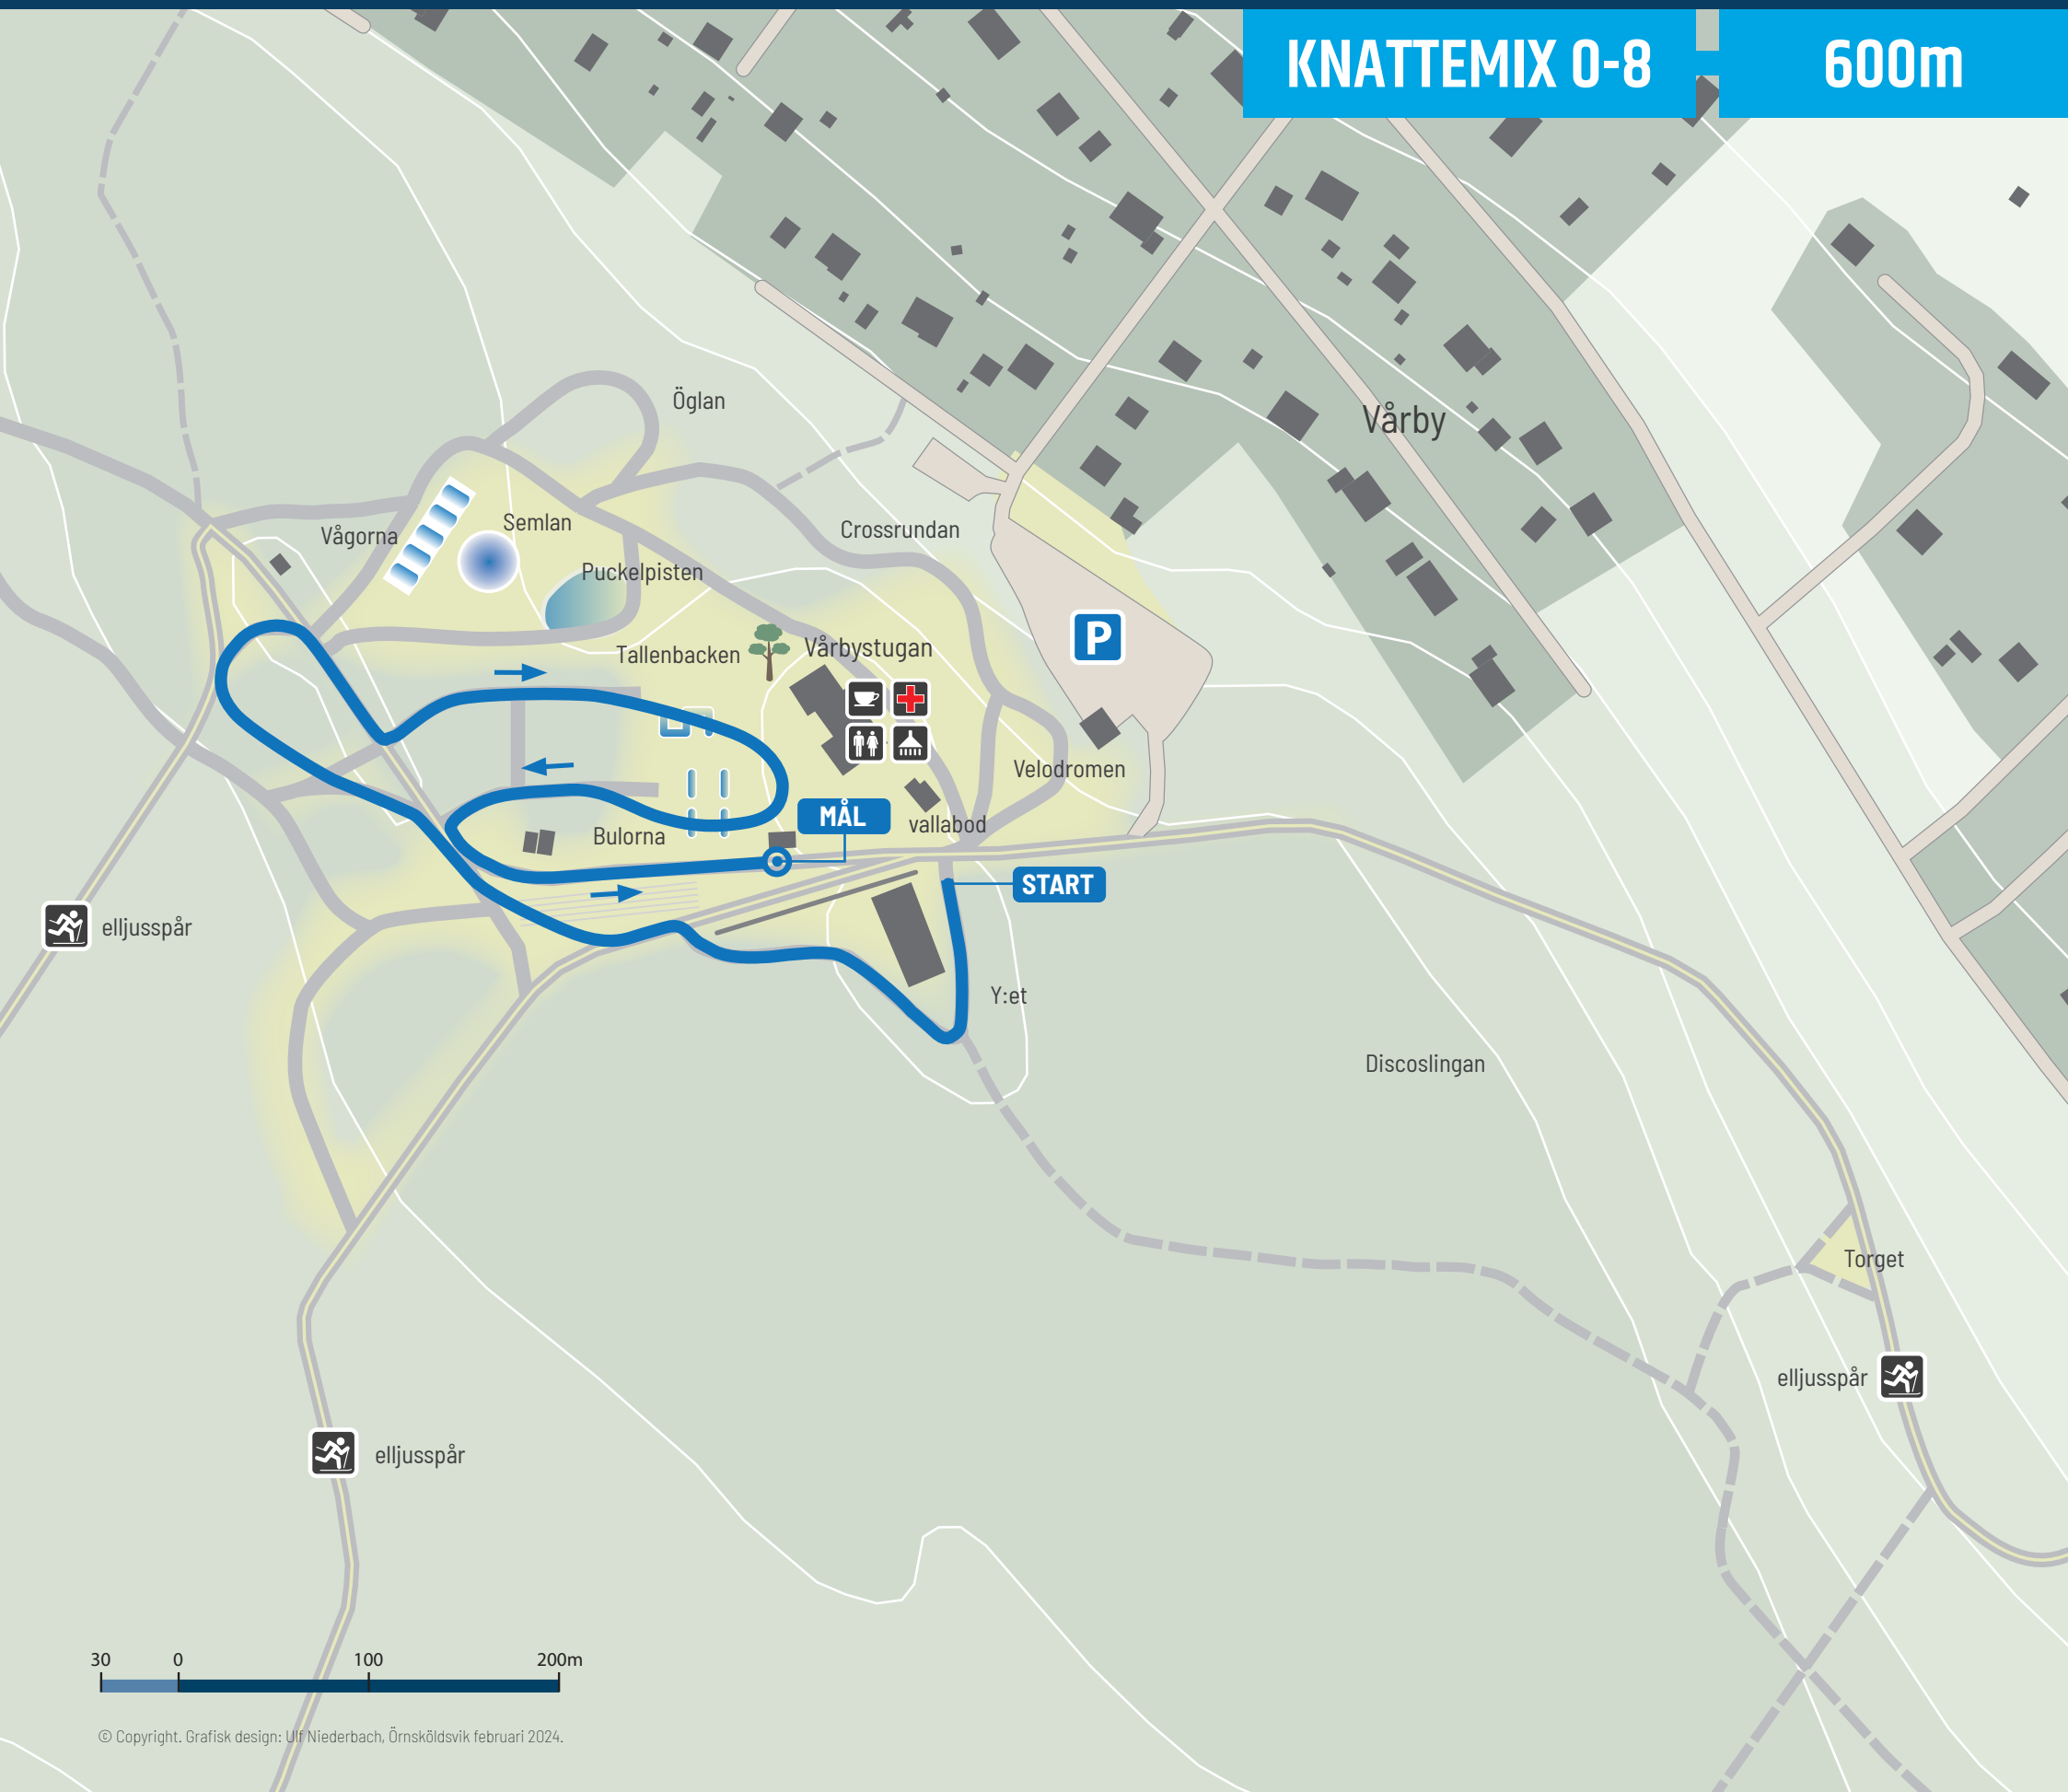 KNATTEMIX 0-8
600m
Öglan
Vårby
Vågorna
Semlan
Crossrundan
Puckelpisten
P
Tallenbacken
Vårbystugan
Velodromen
MÅL
vallabod
Bulorna
START
elljusspår
Y:et
Discoslingan
Torget
elljusspår
elljusspår
30 0 100 200m
© Copyright. Grafisk design: Ulf Niederbach, Örnsköldsvik februari 2024.